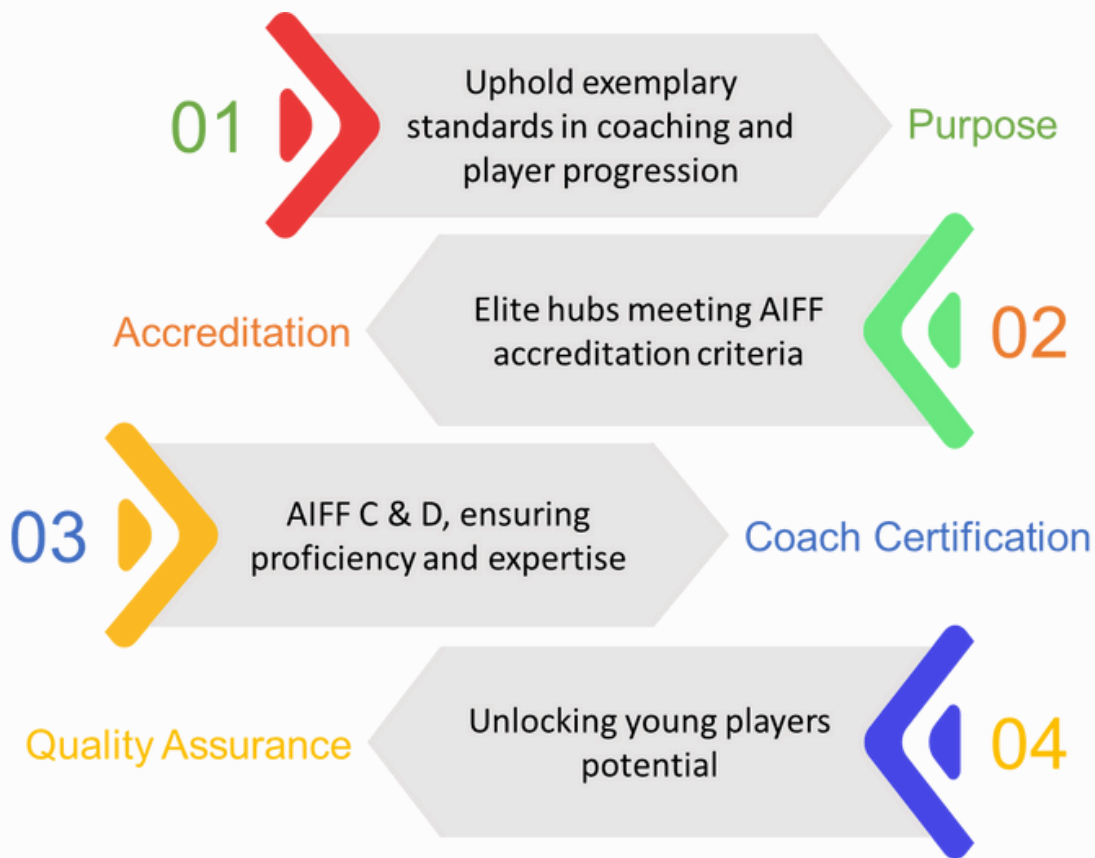 01
Uphold exemplary
standards in coaching and
player progression
Purpose
Accreditation
Elite hubs meeting AIFF
accreditation criteria
02
03
AIFF C & D, ensuring
proficiency and expertise
Coach Certification
Quality Assurance
Unlocking young players
potential
04